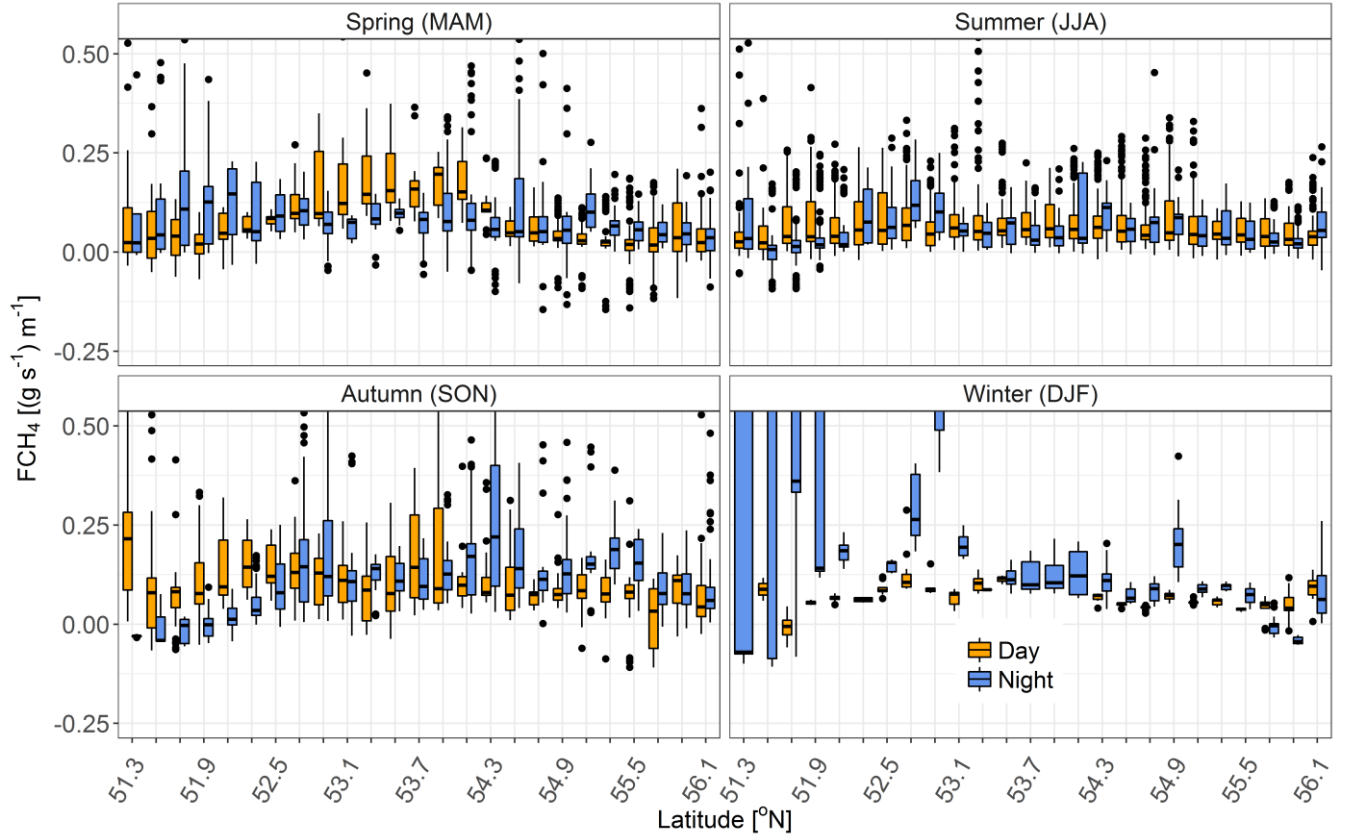 Spring (MAM)
Summer (JJA)
0.50
0.25
0.00
-0.25
Autumn (SON)
Winter (DJF)
0.50
0.25
0.00
-0.25
FCH₄ [(g s⁻¹) m⁻¹]
Day
Night
51.3 51.9 52.5 53.1 53.7 54.3 54.9 55.5 56.1
51.3 51.9 52.5 53.1 53.7 54.3 54.9 55.5 56.1
Latitude [°N]